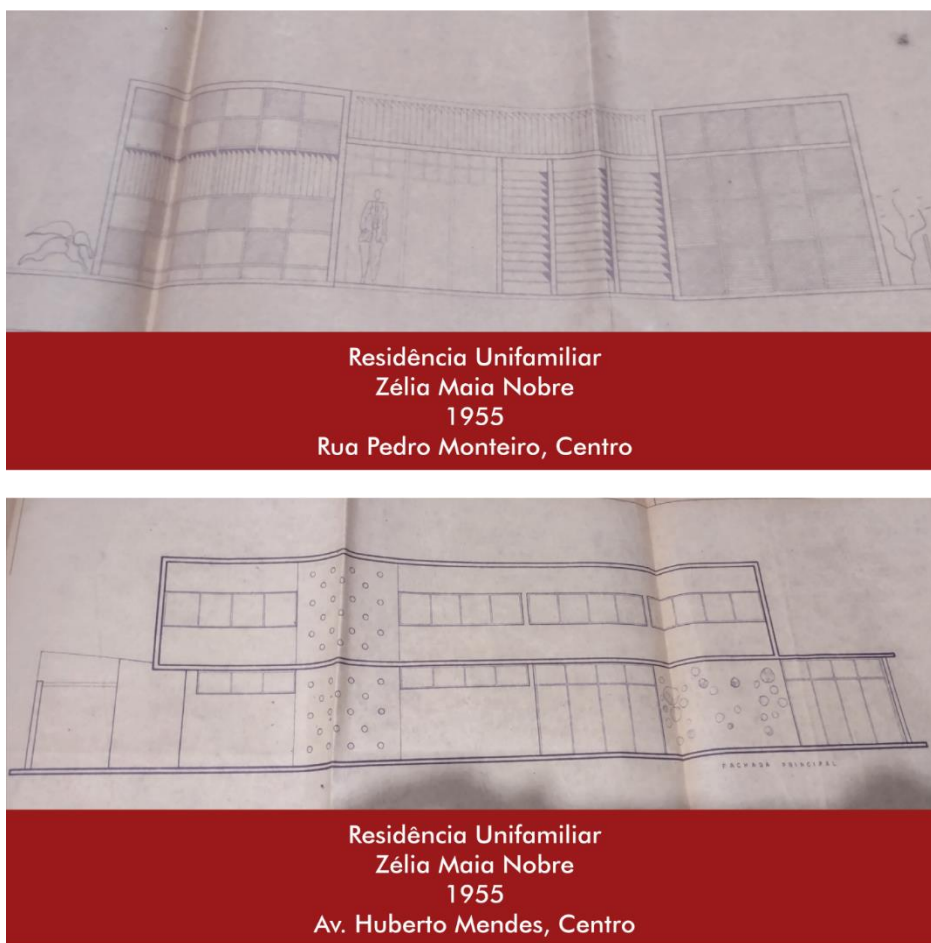 Residência Unifamiliar
Zélia Maia Nobre
1955
Rua Pedro Monteiro, Centro
FACHADA PRINCIPAL
Residência Unifamiliar
Zélia Maia Nobre
1955
Av. Huberto Mendes, Centro